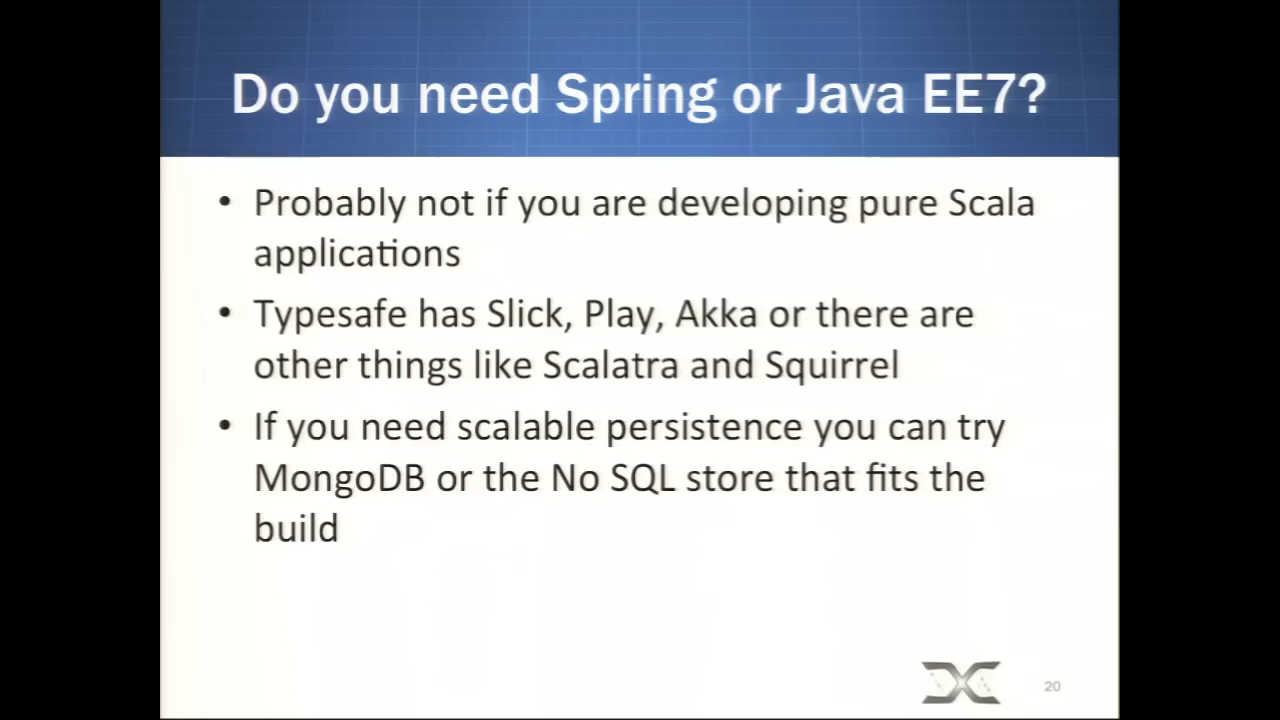 Do you need Spring or Java EE7?
• Probably not if you are developing pure Scala
applications
• Typesafe has Slick, Play, Akka or there are
other things like Scalatra and Squirrel
• If you need scalable persistence you can try
MongoDB or the No SQL store that fits the
build
20